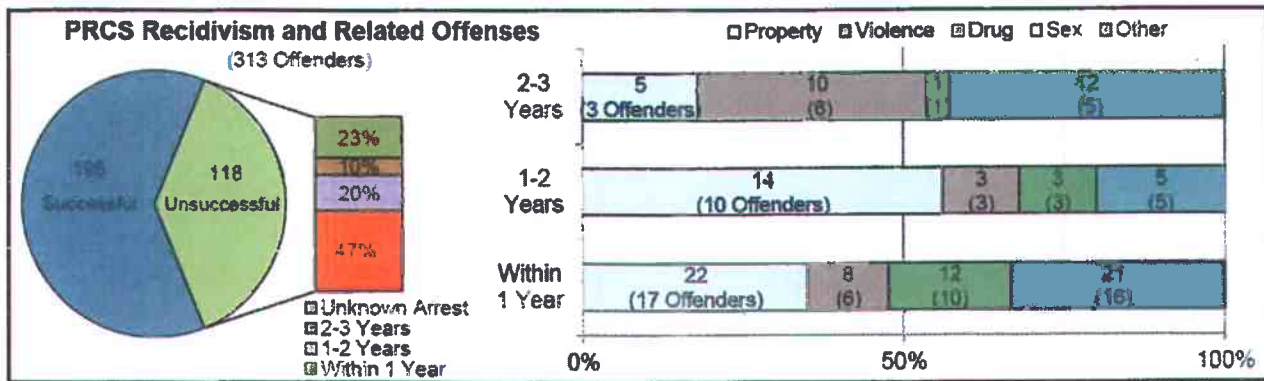 PRCS Recidivism and Related Offenses
(313 Offenders)
Successful
118
Unsuccessful
23%
10%
20%
47%
Unknown Arrest
2-3 Years
1-2 Years
Within 1 Year
Property Violence Drug Sex Other
2-3
Years
5 10 1 12
(3 Offenders) (6) (1) (5)
1-2
Years
14 3 3 5
(10 Offenders) (3) (3) (5)
Within
1 Year
22 8 12 21
(17 Offenders) (6) (10) (16)
0% 50% 100%